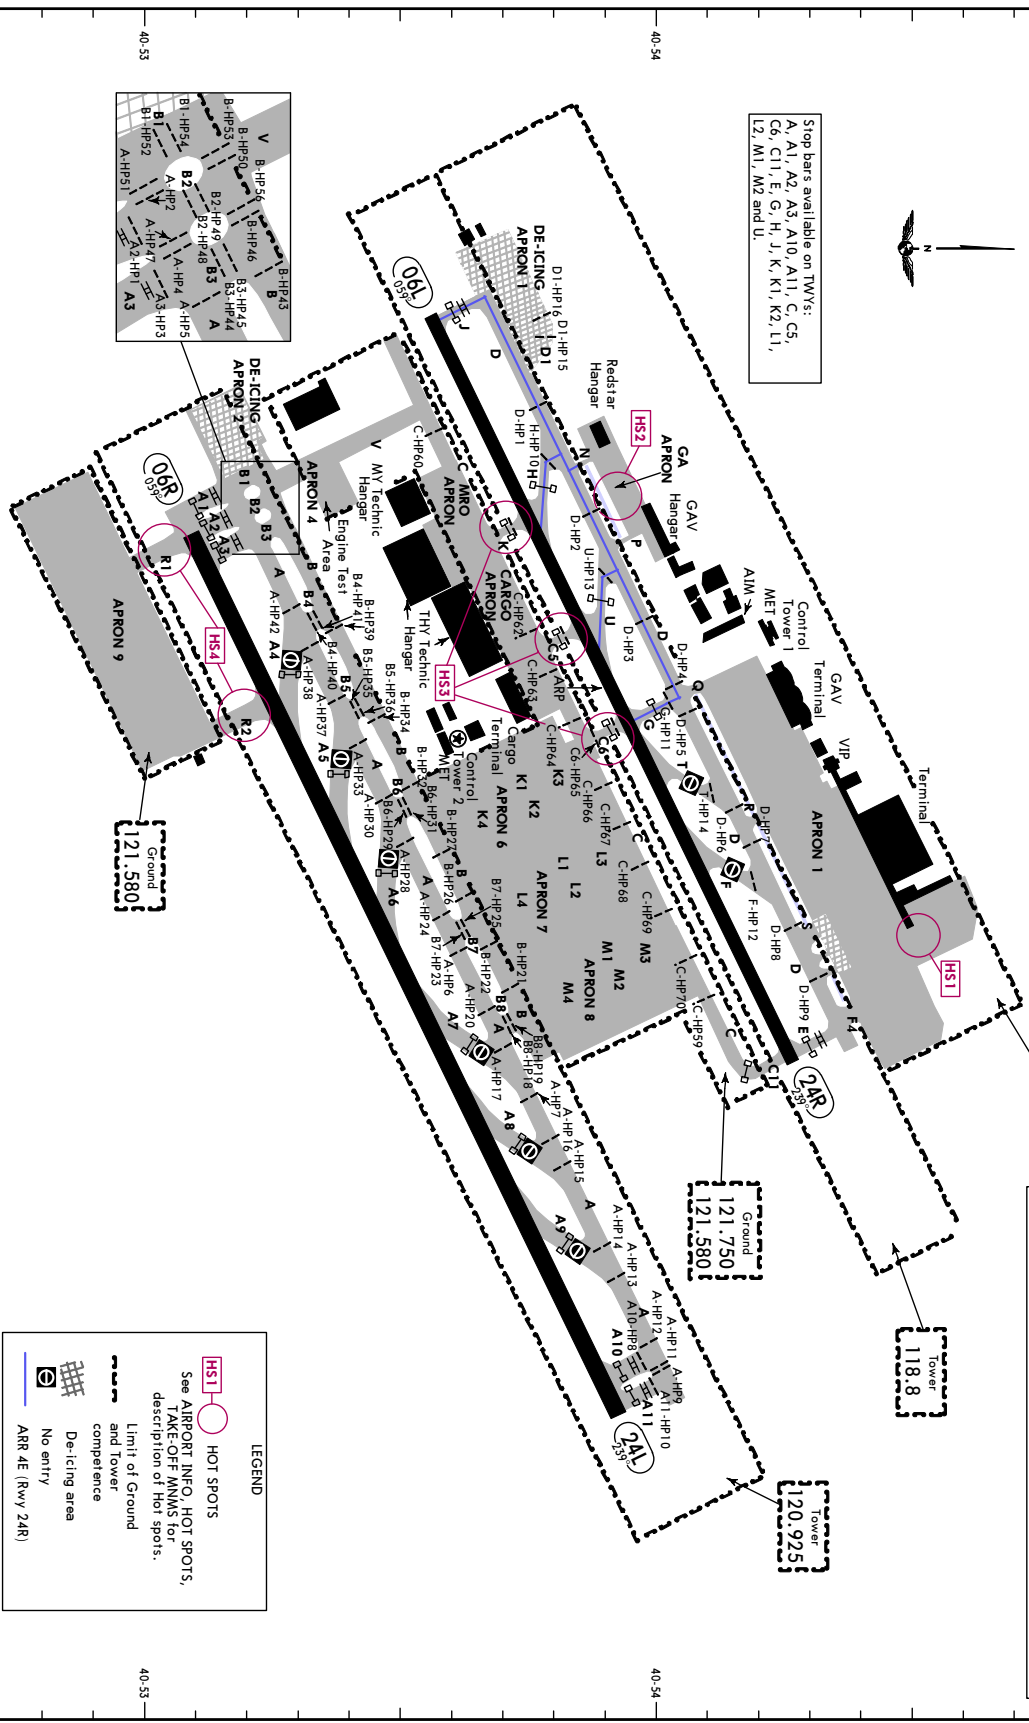 40-53
40-54
Stop bars available on TWYs:
A, A1, A2, A3, A10, A11, C, C5,
C6, C11, E, G, H, J, K, K1, K2, L1,
L2, M1, M2 and U.
N
B-HP53
B1-HP54
B1
B1-HP52
A-HP51
V
B-HP50
B-HP56
B2
A-HP2
B2-HP49
B2-HP48
B-HP46
A-HP47
A-HP4
A2-HP1
A3-HP3
A-HP5
B3
B3-HP45
B3-HP44
B-HP43
B
A
A3
DE-ICING
APRON 1
D1-HP16
D1-HP15
D1
06L
059°
J
D
Redstar
Hangar
HS2
GA
APRON
GAV
Hangar
AIM
MET
Control
Tower 1
GAV
Terminal
VIP
Terminal
HS1
D-HP1
H-HP10
H
N
D-HP2
P
U-HP13
U
D-HP3
D
D-HP4
Q
G
G-HP11
D-HP5
T
T-HP14
R
D-HP6
D
D-HP7
F
F-HP12
APRON 1
S
D-HP8
D
D-HP9
E
F4
24R
239°
C11
DE-ICING
APRON 2
V
C-HP60
C
MRO
APRON
K
CARGO
APRON
C-HP62
C5
C-HP63
ARP
C-HP64
C6
C6-HP65
C-HP66
C-HP67
C
C-HP68
C-HP69
C-HP70
C-HP59
C
HS3
MY Technic
Hangar
Engine Test
Area
THY Technic
Hangar
Cargo
Terminal
Control
Tower 2
MET
K1
K2
K3
K4
APRON 6
L1
L2
L3
L4
APRON 7
M1
M2
M3
M4
APRON 8
APRON 4
B1
B2
B3
06R
059°
A1
A2
A3
R1
HS4
R2
APRON 9
A
B
A-HP42
A4
B4
B4-HP41
B-HP39
B4-HP40
A-HP38
A-HP37
B5
B5-HP35
B5-HP36
B-HP34
A5
A-HP33
A
B
B-HP32
B6
B6-HP31
A-HP30
B6-HP29
A-HP28
A6
B-HP27
B-HP26
A
B
A-HP24
B7-HP25
B7
B7-HP23
B-HP22
A-HP6
B-HP21
A-HP20
A7
B8
A
B
B8-HP19
B8-HP18
A-HP17
A-HP7
A8
A-HP16
A-HP15
A
A9
A-HP14
A-HP13
A
A-HP12
A10-HP8
A10
A-HP11
A-HP9
A11-HP10
A11
24L
239°
Ground
121.580
Ground
121.750
121.580
Tower
118.8
Tower
120.925
LEGEND
HS1
HOT SPOTS
See AIRPORT INFO, HOT SPOTS,
TAKE-OFF MNMS for
description of Hot spots.
Limit of Ground
and Tower
competence
De-icing area
No entry
ARR 4E (Rwy 24R)
40-53
40-54